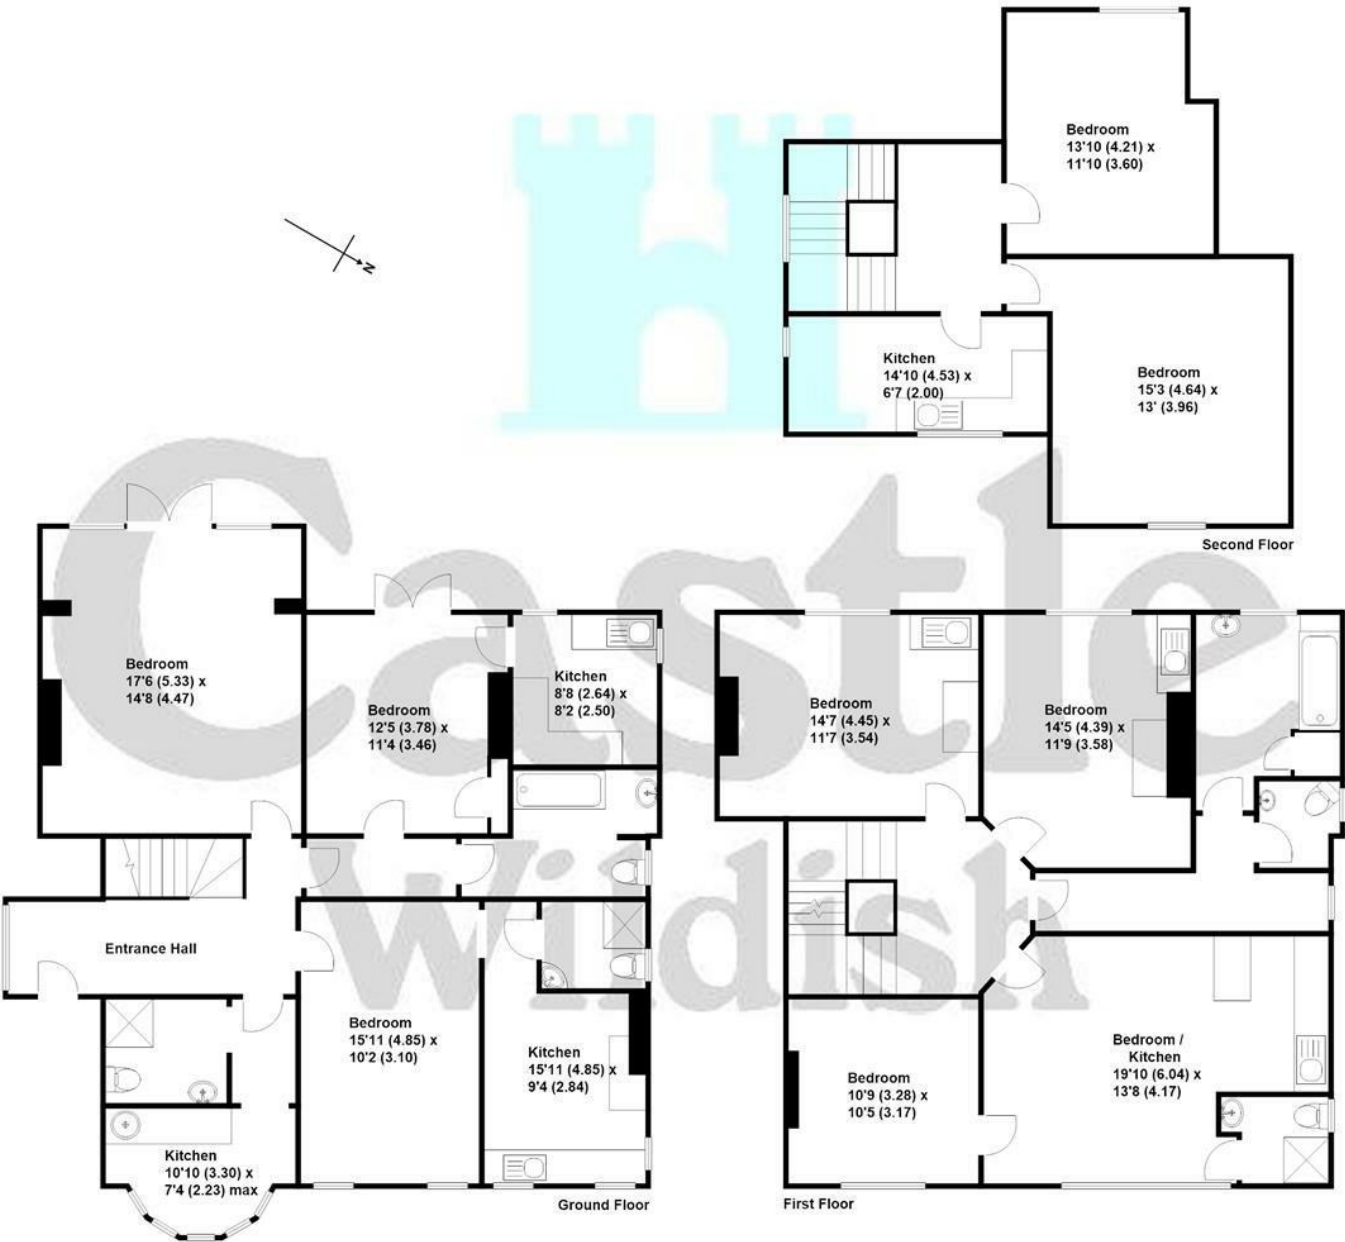 Bedroom
13'10 (4.21) x
11'10 (3.60)
N
Kitchen
14'10 (4.53) x
6'7 (2.00)
Bedroom
15'3 (4.64) x
13' (3.96)
Second Floor
Castle
Wildish
Bedroom
17'6 (5.33) x
14'8 (4.47)
Bedroom
12'5 (3.78) x
11'4 (3.46)
Kitchen
8'8 (2.64) x
8'2 (2.50)
Entrance Hall
Bedroom
15'11 (4.85) x
10'2 (3.10)
Kitchen
15'11 (4.85) x
9'4 (2.84)
Kitchen
10'10 (3.30) x
7'4 (2.23) max
Ground Floor
Bedroom
14'7 (4.45) x
11'7 (3.54)
Bedroom
14'5 (4.39) x
11'9 (3.58)
Bedroom /
Kitchen
19'10 (6.04) x
13'8 (4.17)
Bedroom
10'9 (3.28) x
10'5 (3.17)
First Floor